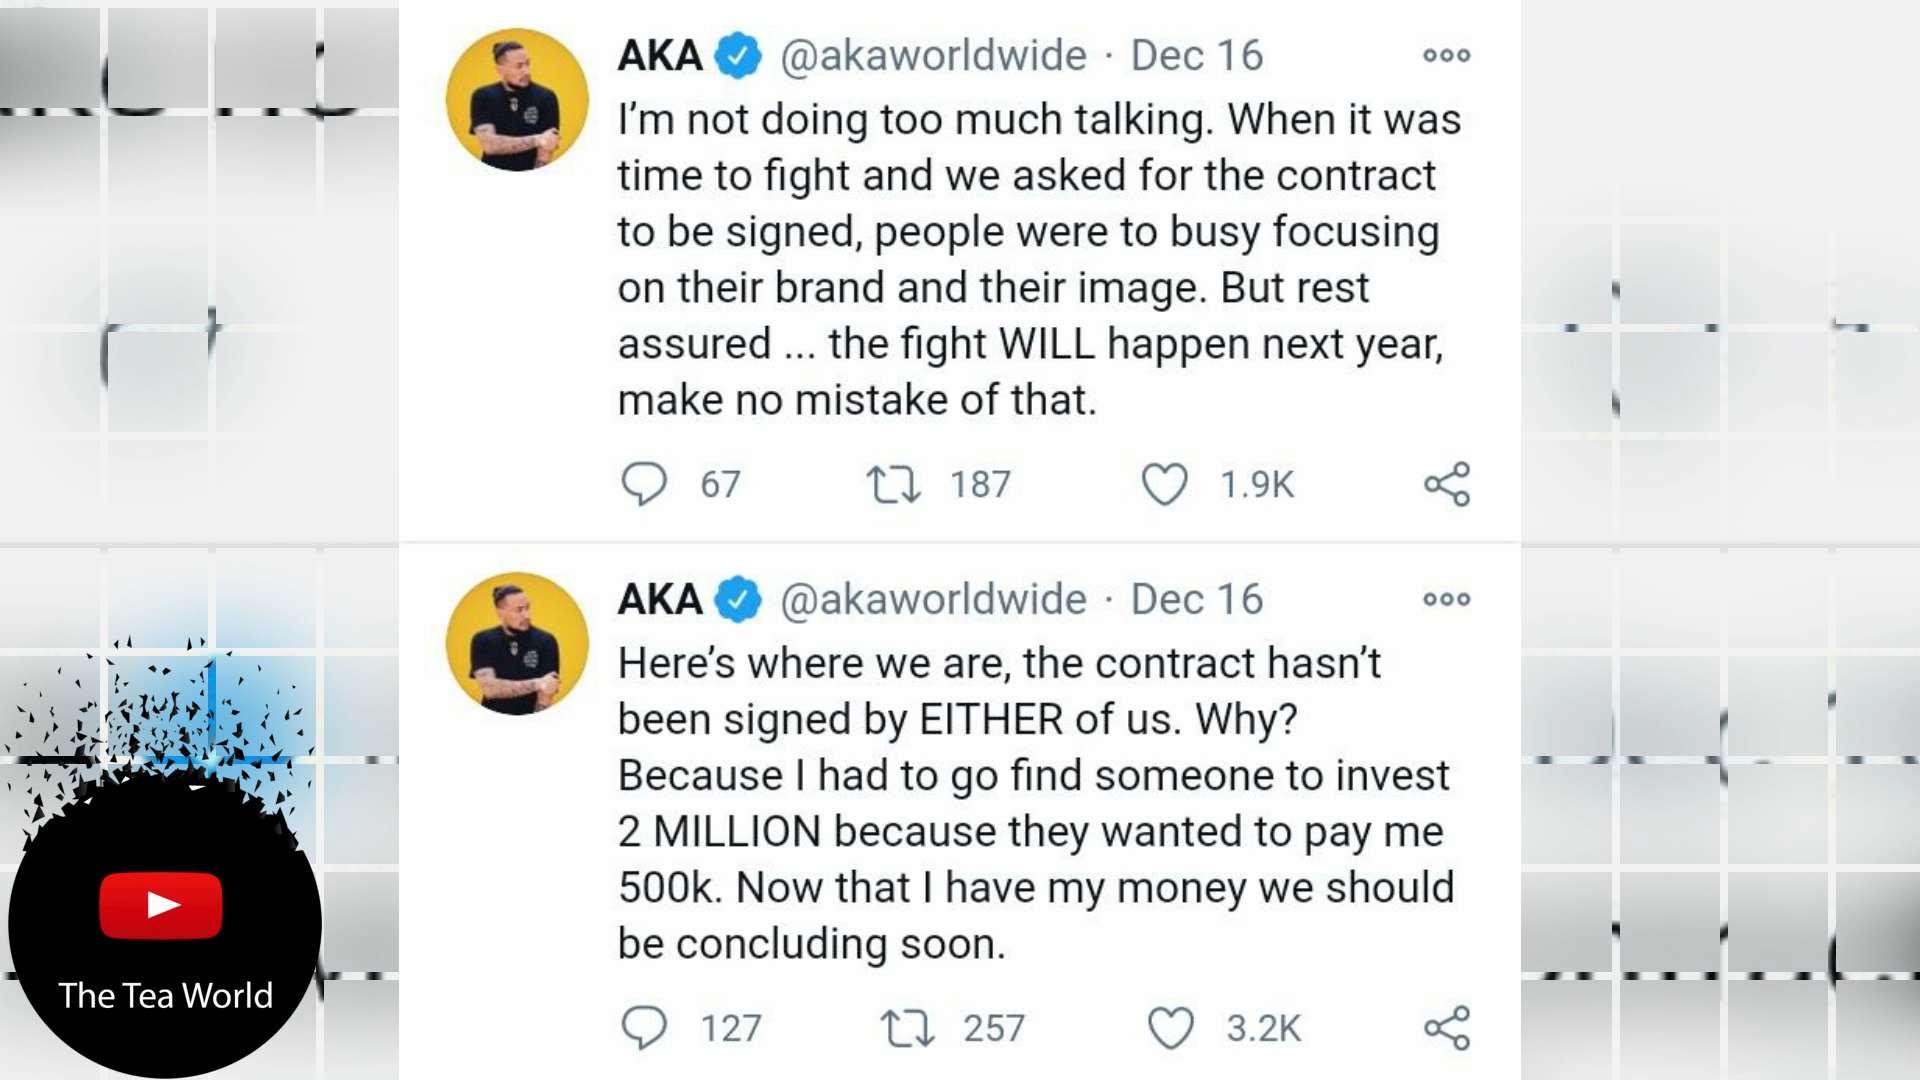 AKA @akaworldwide · Dec 16
I’m not doing too much talking. When it was
time to fight and we asked for the contract
to be signed, people were to busy focusing
on their brand and their image. But rest
assured ... the fight WILL happen next year,
make no mistake of that.
67 187 1.9K
AKA @akaworldwide · Dec 16
Here’s where we are, the contract hasn’t
been signed by EITHER of us. Why?
Because I had to go find someone to invest
2 MILLION because they wanted to pay me
500k. Now that I have my money we should
be concluding soon.
127 257 3.2K
The Tea World